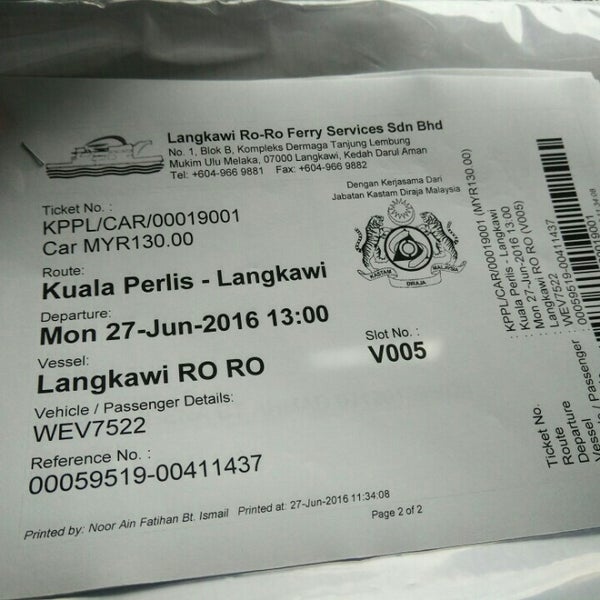 Langkawi Ro-Ro Ferry Services Sdn Bhd
No. 1, Blok B, Kompleks Dermaga Tanjung Lembung
Mukim Ulu Melaka, 07000 Langkawi, Kedah Darul Aman
Tel: +604-966 9881 Fax: +604-966 9882
Dengan Kerjasama Dari
Jabatan Kastam Diraja Malaysia
KASTAM DIRAJA MALAYSIA
Ticket No. :
KPPL/CAR/00019001
Car MYR130.00
Route:
Kuala Perlis - Langkawi
Departure:
Mon 27-Jun-2016 13:00
Vessel:
Langkawi RO RO
Slot No. :
V005
Vehicle / Passenger Details:
WEV7522
Reference No. :
00059519-00411437
Printed by: Noor Ain Fatihan Bt. Ismail Printed at: 27-Jun-2016 11:34:08
Page 2 of 2
Ticket No. : KPPL/CAR/00019001 (MYR130.00)
Route : Kuala Perlis - Langkawi
Departure : Mon 27-Jun-2016 13:00
Vessel : Langkawi RO RO (V005)
Passenger : WEV7522
: 00059519-00411437